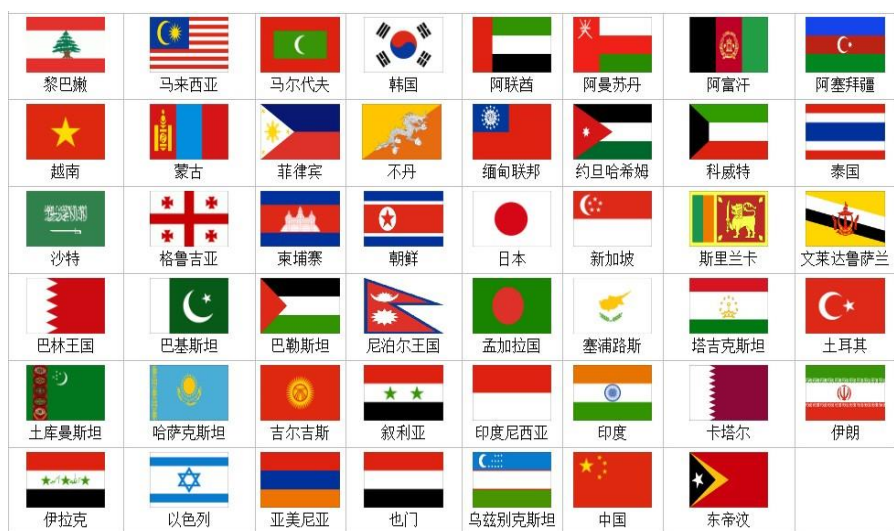 黎巴嫩 马来西亚 马尔代夫 韩国 阿联酋 阿曼苏丹 阿富汗 阿塞拜疆
越南 蒙古 菲律宾 不丹 缅甸联邦 约旦哈希姆 科威特 泰国
沙特 格鲁吉亚 柬埔寨 朝鲜 日本 新加坡 斯里兰卡 文莱达鲁萨兰
巴林王国 巴基斯坦 巴勒斯坦 尼泊尔王国 孟加拉国 塞浦路斯 塔吉克斯坦 土耳其
土库曼斯坦 哈萨克斯坦 吉尔吉斯 叙利亚 印度尼西亚 印度 卡塔尔 伊朗
伊拉克 以色列 亚美尼亚 也门 乌兹别克斯坦 中国 东帝汶